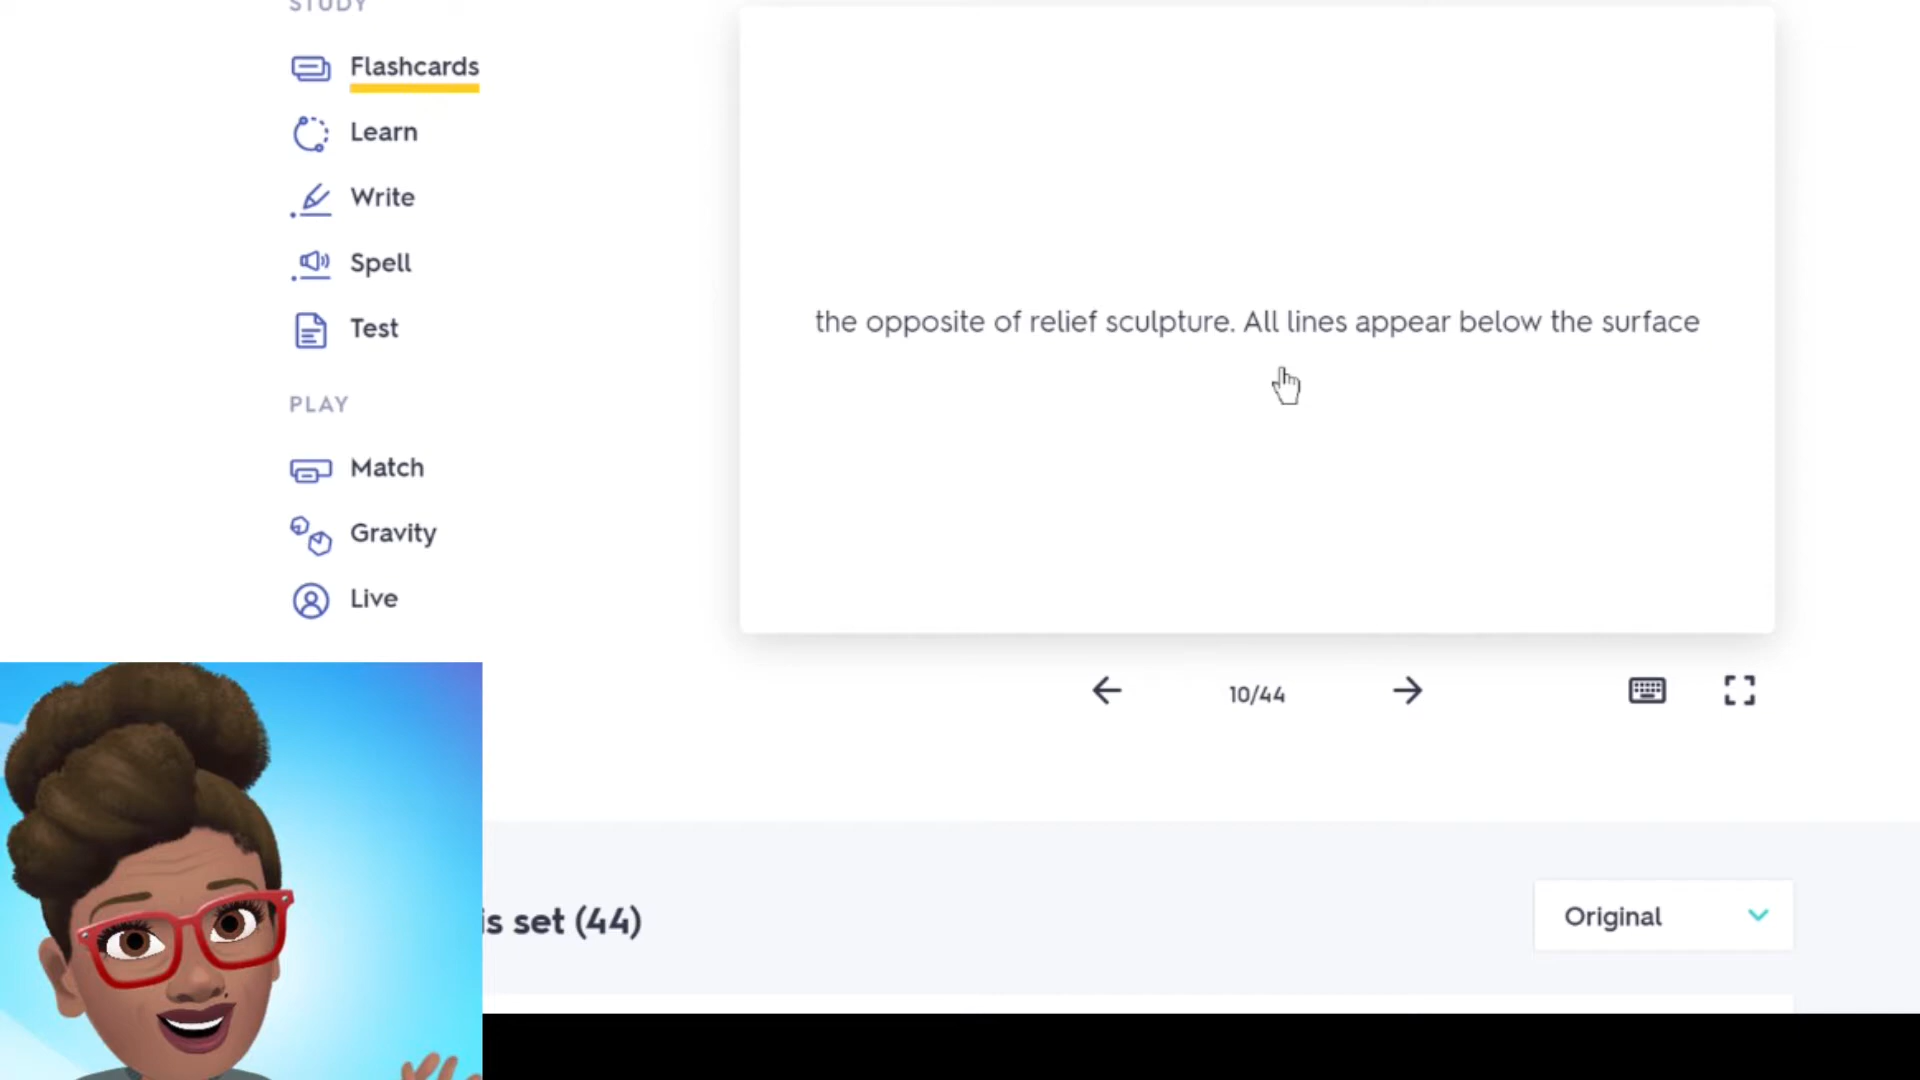 STUDY
Flashcards
Learn
Write
Spell
Test
PLAY
Match
Gravity
Live
the opposite of relief sculpture. All lines appear below the surface
10/44
is set (44)
Original